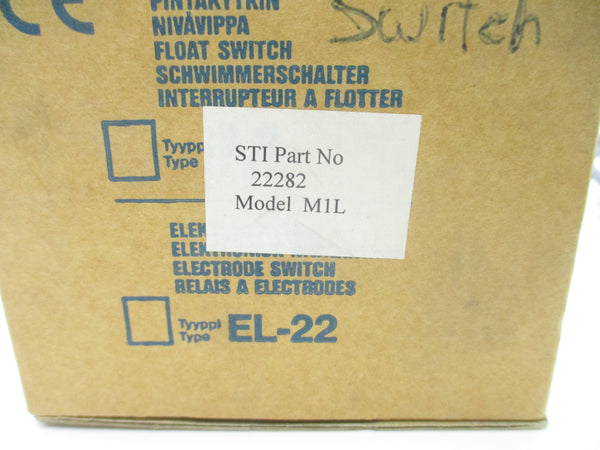 CE
Switch
PINTAKYTKIN
NIVÅVIPPA
FLOAT SWITCH
SCHWIMMERSCHALTER
INTERRUPTEUR A FLOTTER
Tyyppi
Type
STI Part No
22282
Model M1L
ELECTRODE SWITCH
RELAIS A ELECTRODES
Tyyppi
Type EL-22